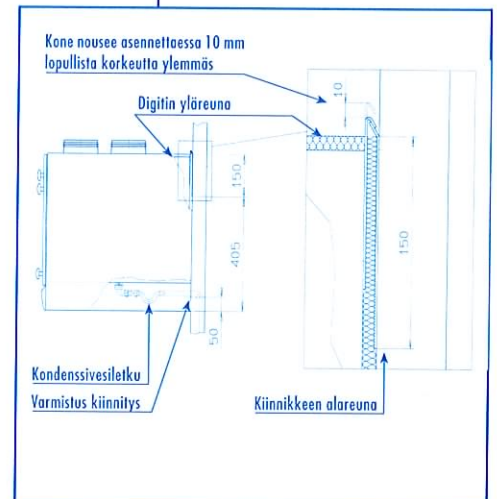 Kone nousee asennettaessa 10 mm
lopullista korkeutta ylemmäs
Digitin yläreuna
10
150
150
405
50
Kondenssivesiletku
Varmistus kiinnitys
Kiinnikkeen alareuna